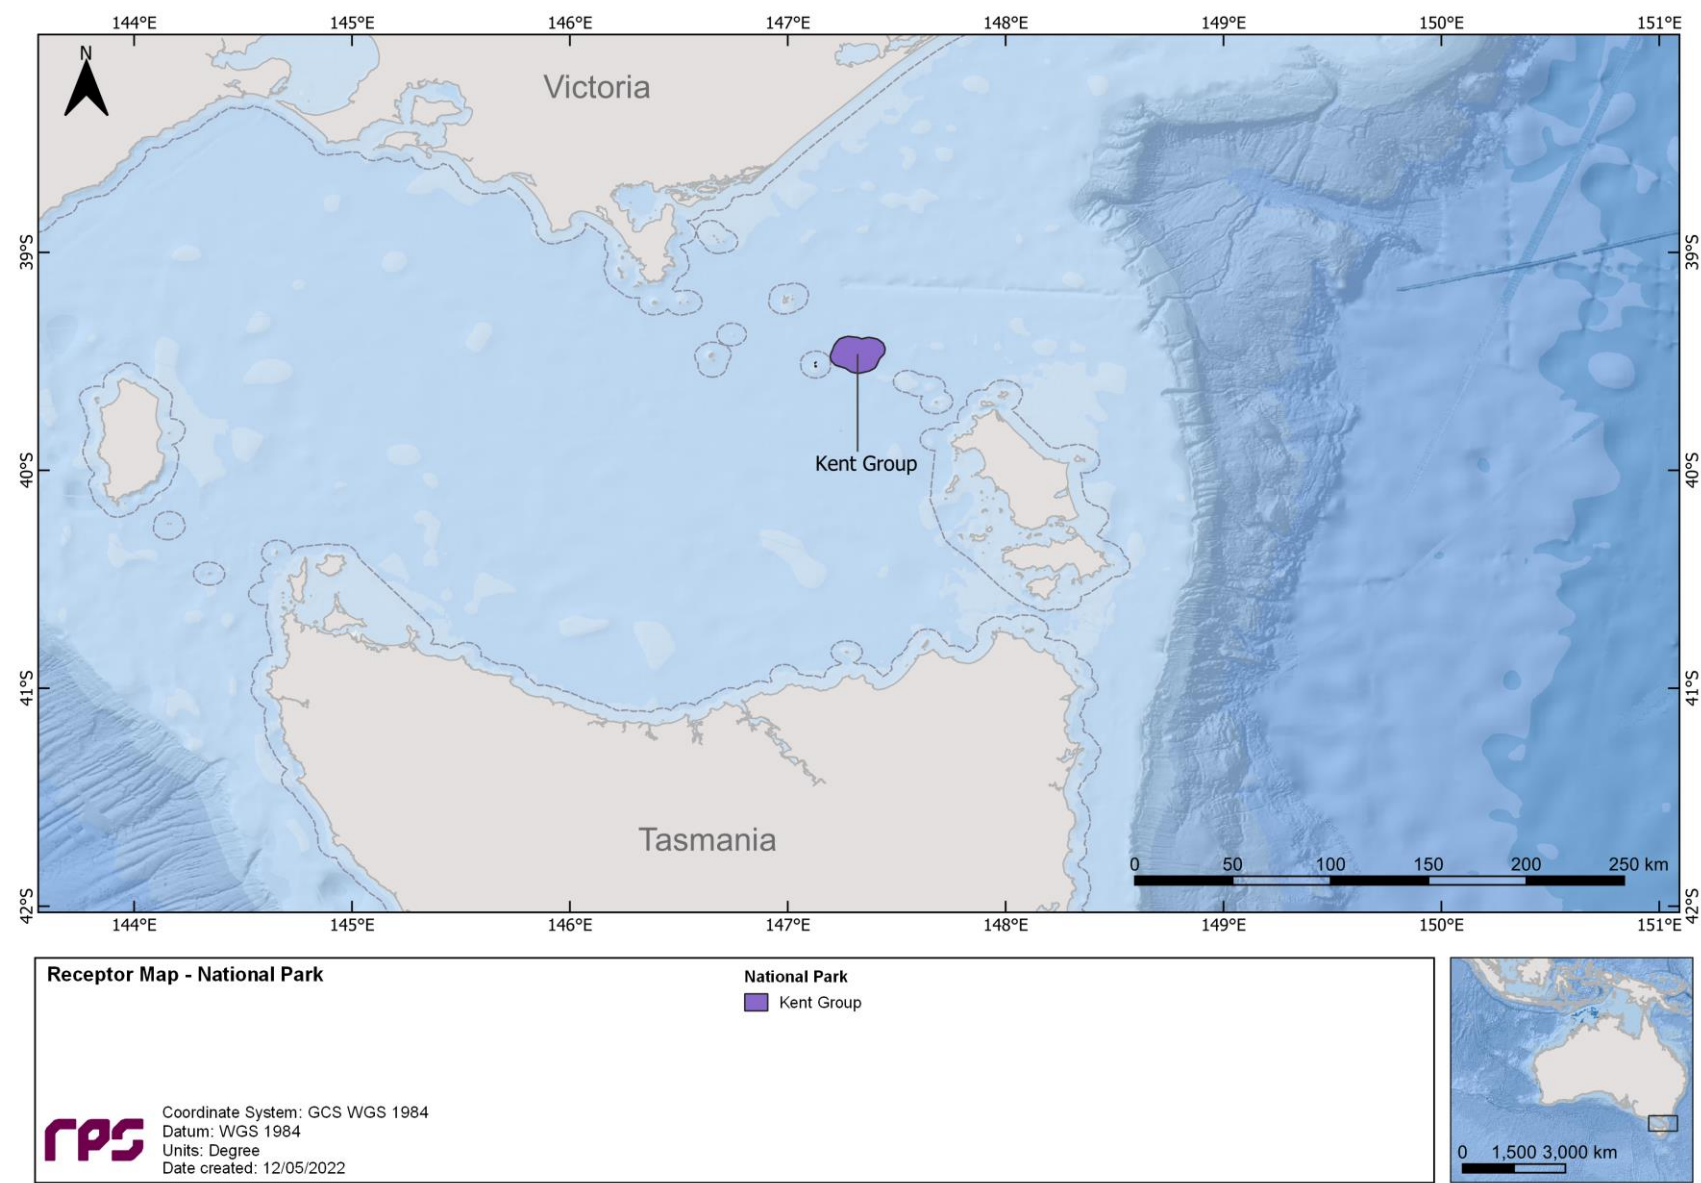 144°E 145°E 146°E 147°E 148°E 149°E 150°E 151°E
N
Victoria
39°S 39°S
Kent Group
40°S 40°S
41°S 41°S
Tasmania
0 50 100 150 200 250 km
42°S 42°S
144°E 145°E 146°E 147°E 148°E 149°E 150°E 151°E
Receptor Map - National Park
National Park
Kent Group
rps
Coordinate System: GCS WGS 1984
Datum: WGS 1984
Units: Degree
Date created: 12/05/2022
0 1,500 3,000 km